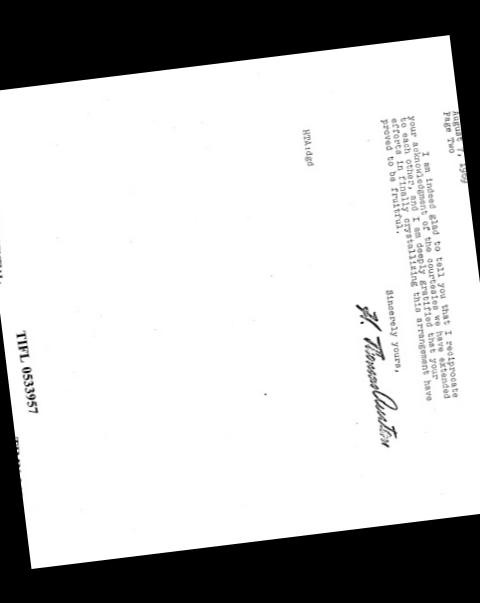 August 7, 1969
Page Two
I am indeed glad to tell you that I reciprocate
your acknowledgment of the courtesies we have extended
to each other, and I am deeply gratified that your
efforts in finally crystallizing this arrangement have
proved to be fruitful.
Sincerely yours,
H. Thomas Austern
HTA:dgd
TIFL 0533957